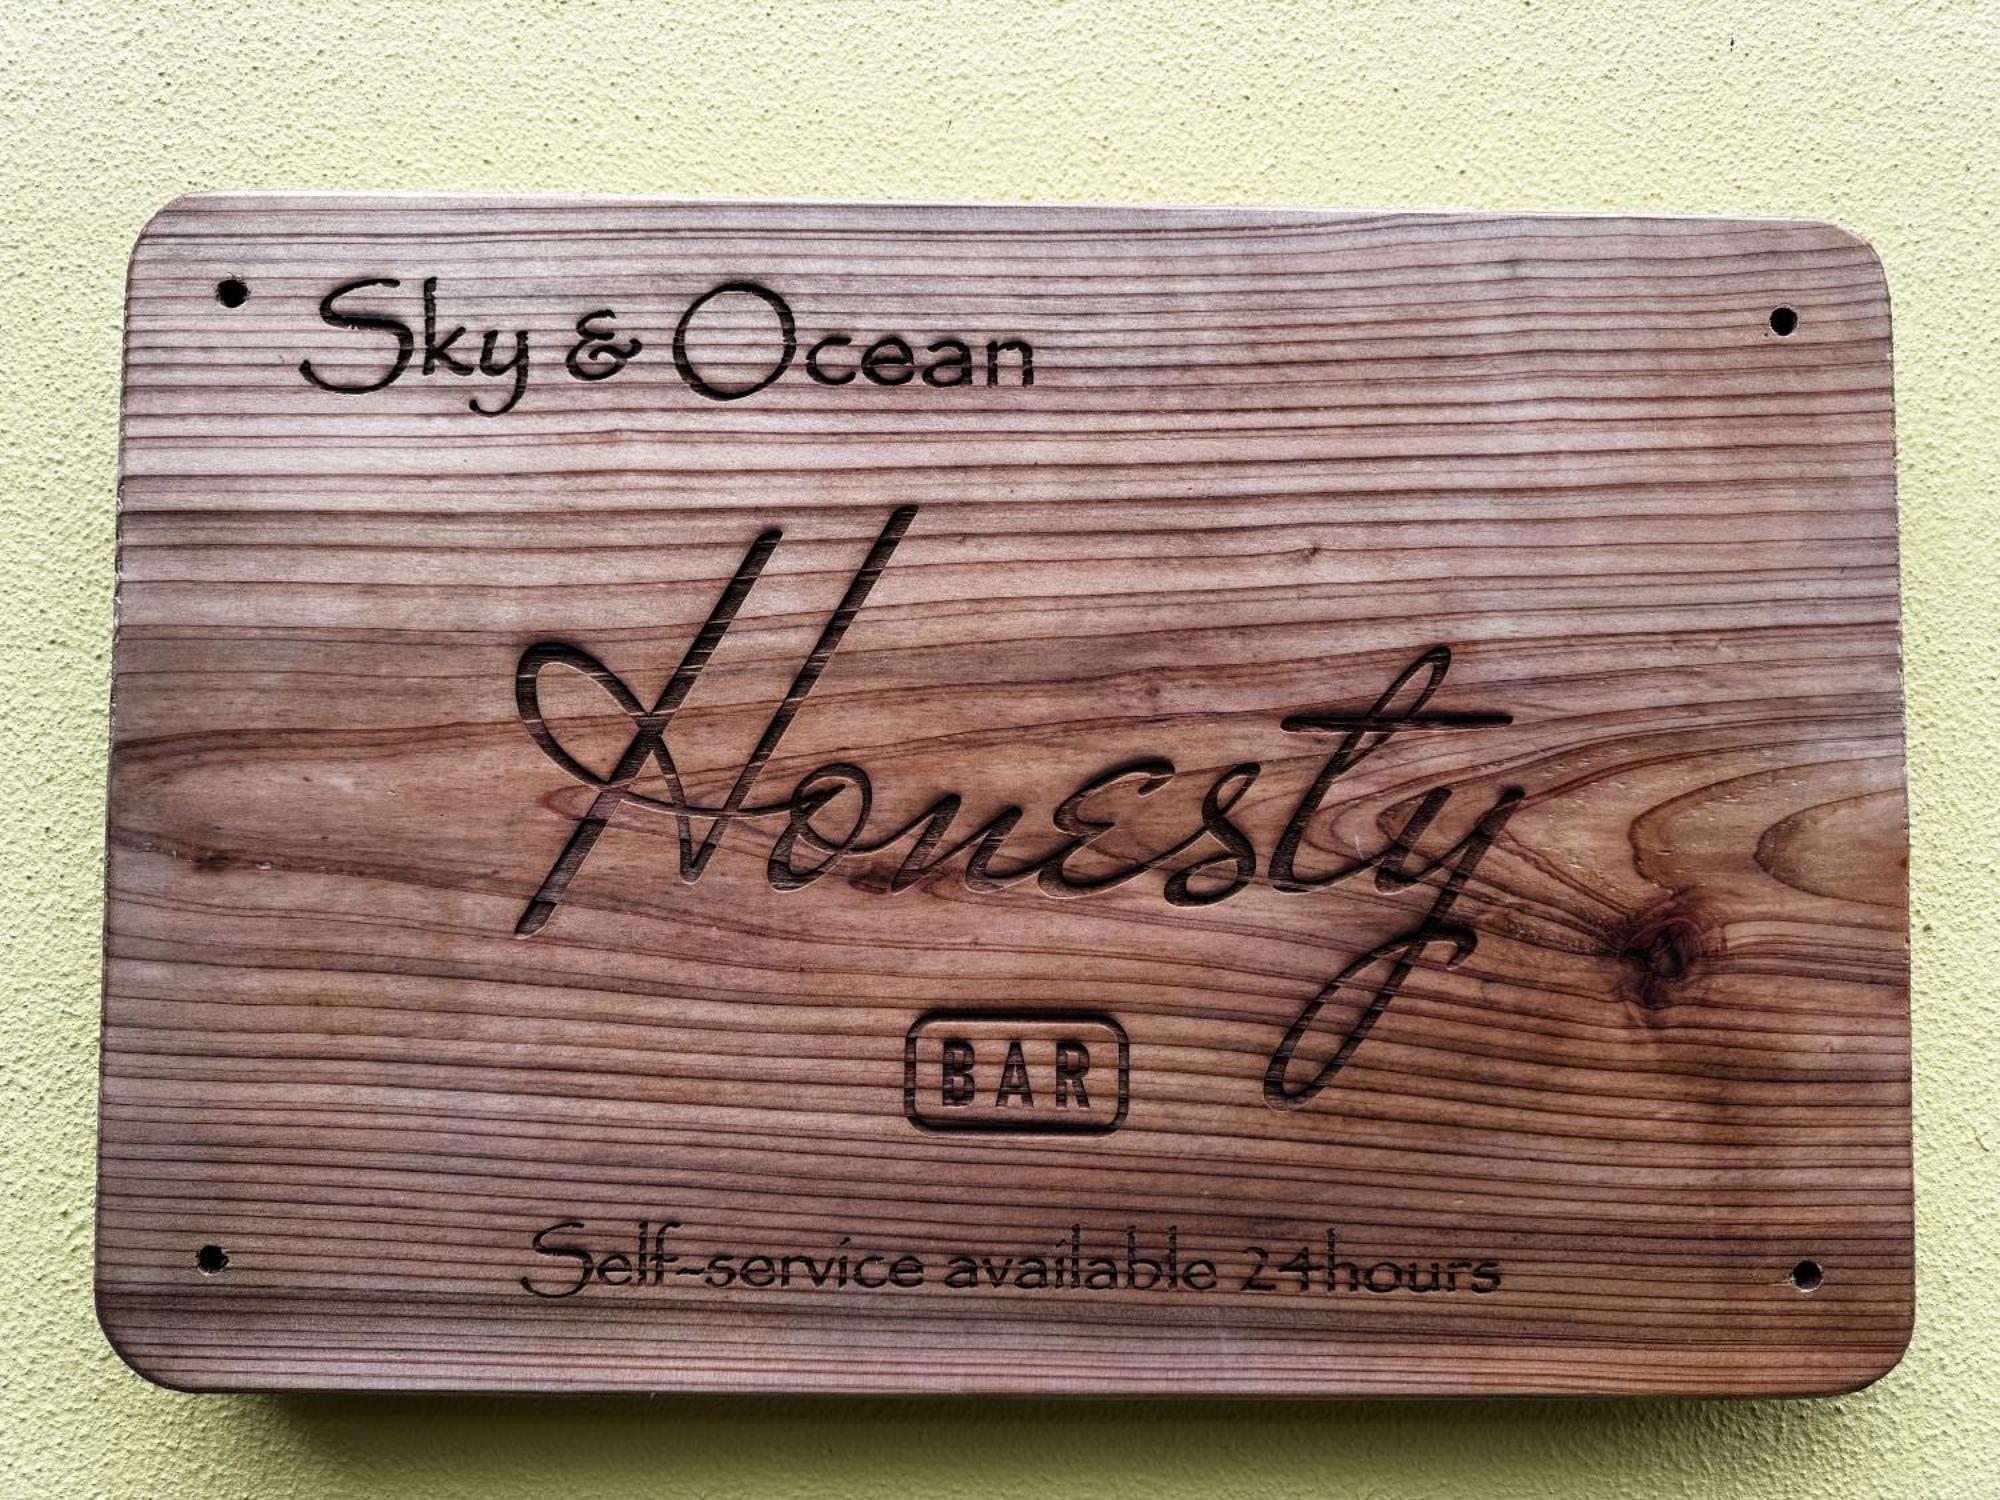 Sky & Ocean
Honesty
BAR
Self-service available 24hours